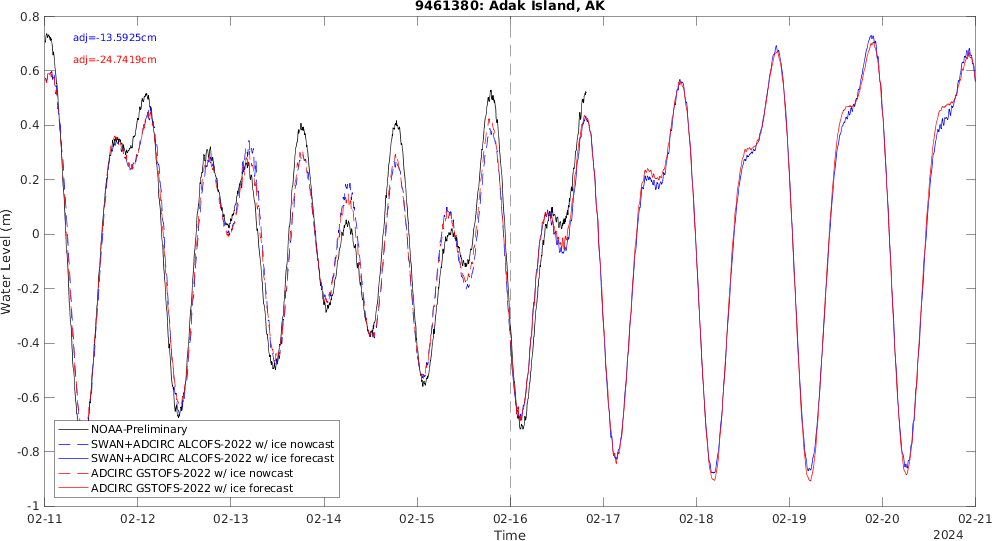 9461380: Adak Island, AK
adj=-13.5925cm
adj=-24.7419cm
Water Level (m)
0.8
0.6
0.4
0.2
0
-0.2
-0.4
-0.6
-0.8
-1
NOAA-Preliminary
SWAN+ADCIRC ALCOFS-2022 w/ ice nowcast
SWAN+ADCIRC ALCOFS-2022 w/ ice forecast
ADCIRC GSTOFS-2022 w/ ice nowcast
ADCIRC GSTOFS-2022 w/ ice forecast
02-11 02-12 02-13 02-14 02-15 02-16 02-17 02-18 02-19 02-20 02-21
Time
2024